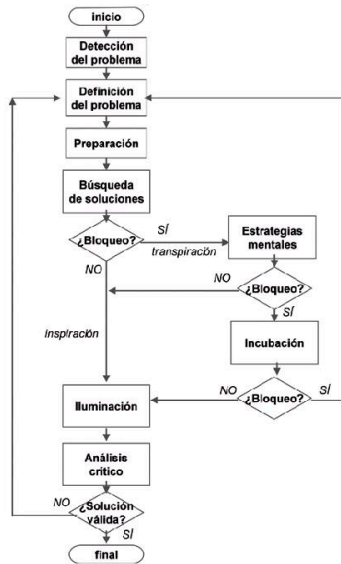 inicio
Detección
del problema
Definición
del problema
Preparación
Búsqueda
de soluciones
¿Bloqueo?
SÍ
transpiración
Estrategias
mentales
NO
NO
¿Bloqueo?
SÍ
inspiración
Incubación
NO
¿Bloqueo?
SÍ
Iluminación
Análisis
crítico
NO
¿Solución
válida?
SÍ
final